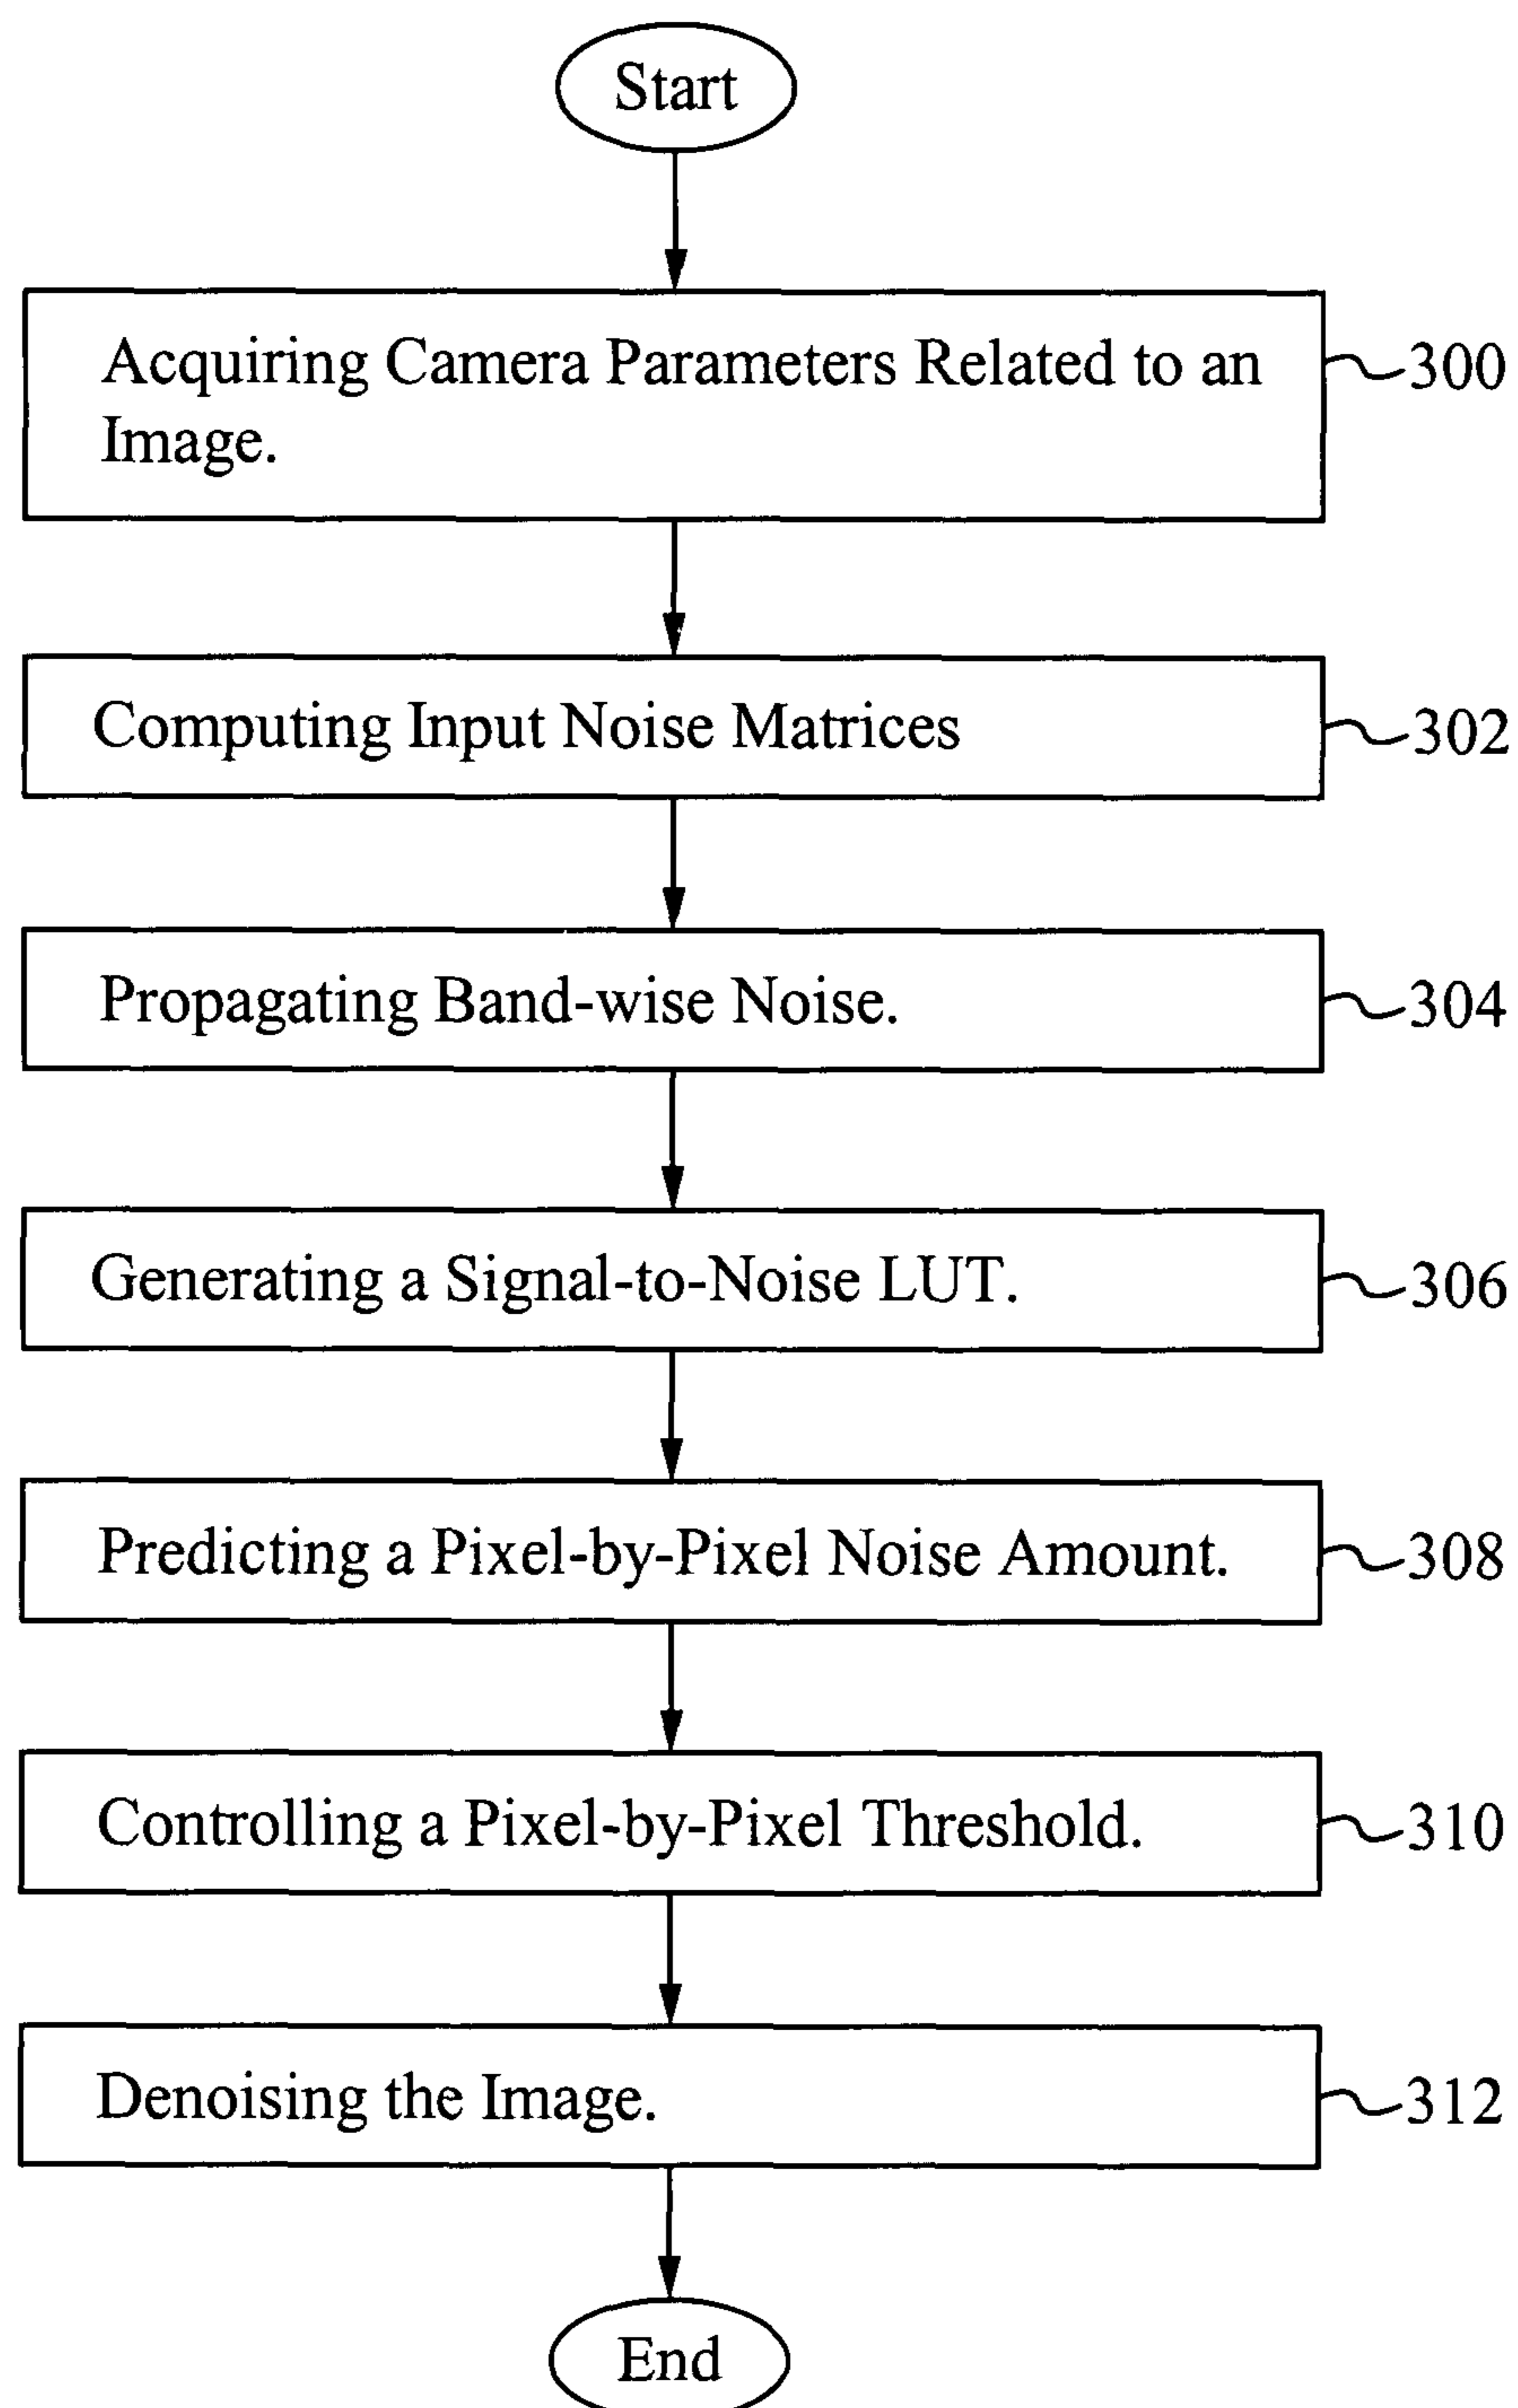 Start
Acquiring Camera Parameters Related to an
Image.
300
Computing Input Noise Matrices
302
Propagating Band-wise Noise.
304
Generating a Signal-to-Noise LUT.
306
Predicting a Pixel-by-Pixel Noise Amount.
308
Controlling a Pixel-by-Pixel Threshold.
310
Denoising the Image.
312
End